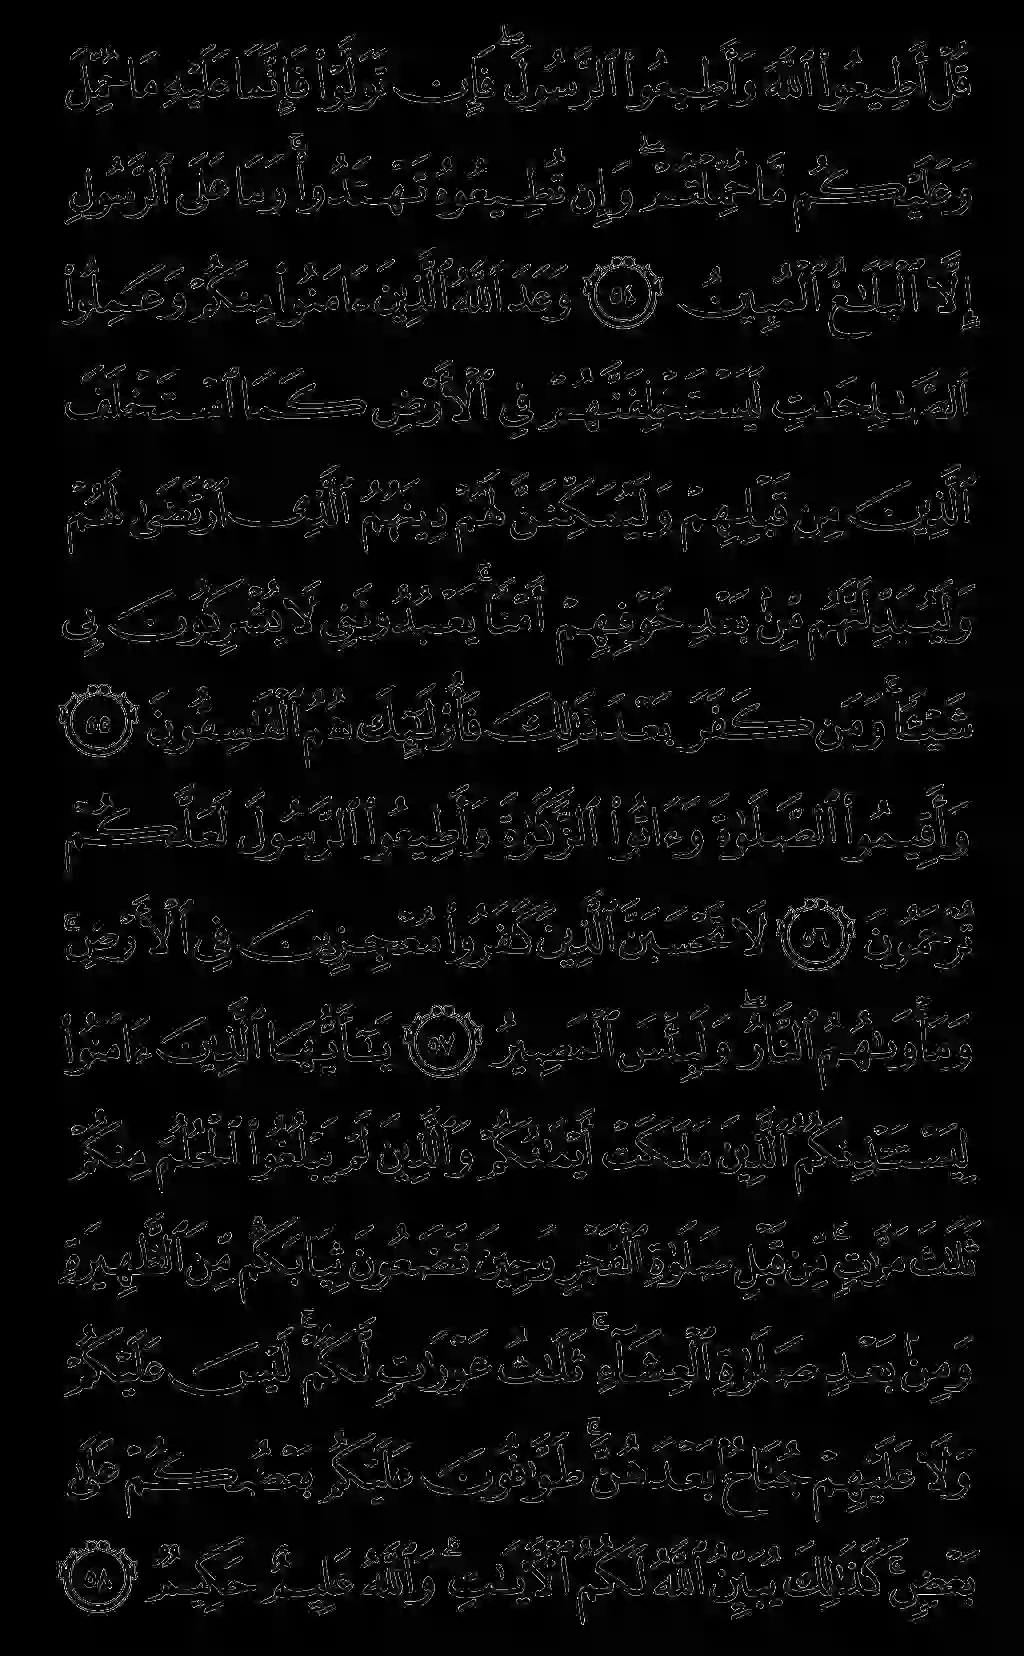 قُلْ أَطِيعُوا۟ ٱللَّهَ وَأَطِيعُوا۟ ٱلرَّسُولَ ۖ فَإِن تَوَلَّوْا۟ فَإِنَّمَا عَلَيْهِ مَا حُمِّلَ
وَعَلَيْكُم مَّا حُمِّلْتُمْ ۖ وَإِن تُطِيعُوهُ تَهْتَدُوا۟ ۚ وَمَا عَلَى ٱلرَّسُولِ
إِلَّا ٱلْبَلَـٰغُ ٱلْمُبِينُ ٥٤ وَعَدَ ٱللَّهُ ٱلَّذِينَ ءَامَنُوا۟ مِنكُمْ وَعَمِلُوا۟
ٱلصَّـٰلِحَـٰتِ لَيَسْتَخْلِفَنَّهُمْ فِى ٱلْأَرْضِ كَمَا ٱسْتَخْلَفَ
ٱلَّذِينَ مِن قَبْلِهِمْ وَلَيُمَكِّنَنَّ لَهُمْ دِينَهُمُ ٱلَّذِى ٱرْتَضَىٰ لَهُمْ
وَلَيُبَدِّلَنَّهُم مِّنۢ بَعْدِ خَوْفِهِمْ أَمْنًا ۚ يَعْبُدُونَنِى لَا يُشْرِكُونَ بِى
شَيْـًٔا ۚ وَمَن كَفَرَ بَعْدَ ذَٰلِكَ فَأُو۟لَـٰٓئِكَ هُمُ ٱلْفَـٰسِقُونَ ٥٥
وَأَقِيمُوا۟ ٱلصَّلَوٰةَ وَءَاتُوا۟ ٱلزَّكَوٰةَ وَأَطِيعُوا۟ ٱلرَّسُولَ لَعَلَّكُمْ
تُرْحَمُونَ ٥٦ لَا تَحْسَبَنَّ ٱلَّذِينَ كَفَرُوا۟ مُعْجِزِينَ فِى ٱلْأَرْضِ ۚ
وَمَأْوَىٰهُمُ ٱلنَّارُ ۖ وَلَبِئْسَ ٱلْمَصِيرُ ٥٧ يَـٰٓأَيُّهَا ٱلَّذِينَ ءَامَنُوا۟
لِيَسْتَـْٔذِنكُمُ ٱلَّذِينَ مَلَكَتْ أَيْمَـٰنُكُمْ وَٱلَّذِينَ لَمْ يَبْلُغُوا۟ ٱلْحُلُمَ مِنكُمْ
ثَلَـٰثَ مَرَّٰتٍ ۚ مِّن قَبْلِ صَلَوٰةِ ٱلْفَجْرِ وَحِينَ تَضَعُونَ ثِيَابَكُم مِّنَ ٱلظَّهِيرَةِ
وَمِنۢ بَعْدِ صَلَوٰةِ ٱلْعِشَآءِ ۚ ثَلَـٰثُ عَوْرَٰتٍ لَّكُمْ ۚ لَيْسَ عَلَيْكُمْ
وَلَا عَلَيْهِمْ جُنَاحٌۢ بَعْدَهُنَّ ۚ طَوَّٰفُونَ عَلَيْكُم بَعْضُكُمْ عَلَىٰ
بَعْضٍ ۚ كَذَٰلِكَ يُبَيِّنُ ٱللَّهُ لَكُمُ ٱلْـَٔايَـٰتِ ۗ وَٱللَّهُ عَلِيمٌ حَكِيمٌ ٥٨